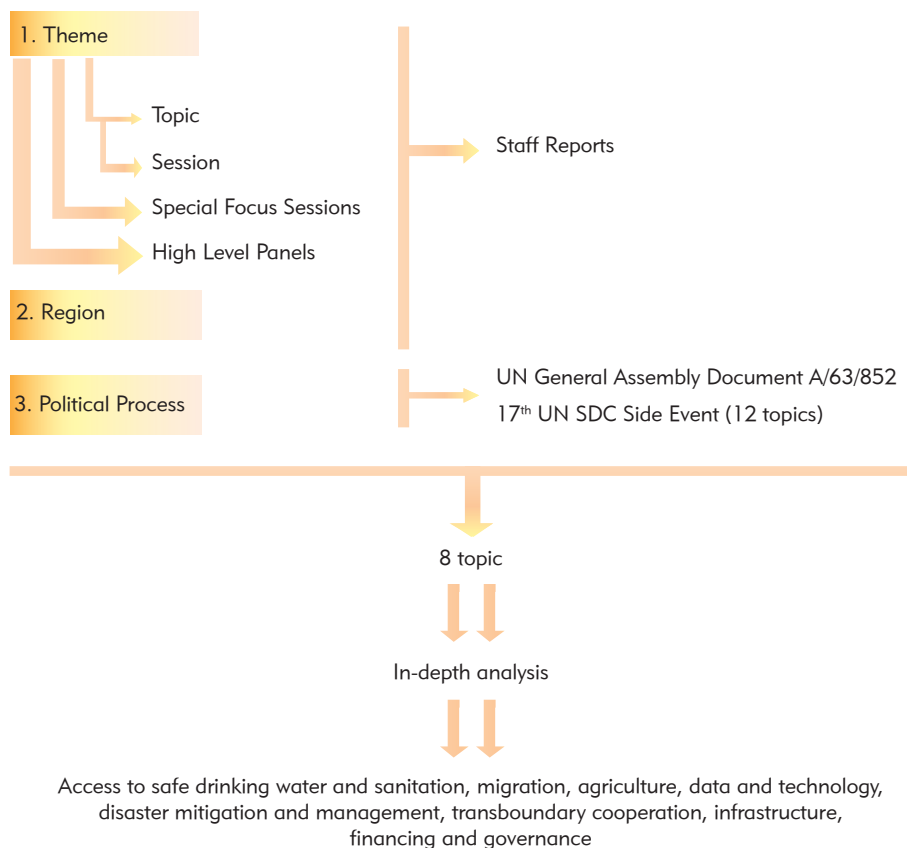 1. Theme
Topic
Session
Special Focus Sessions
High Level Panels
2. Region
3. Political Process
Staff Reports
UN General Assembly Document A/63/852
17th UN SDC Side Event (12 topics)
8 topic
In-depth analysis
Access to safe drinking water and sanitation, migration, agriculture, data and technology,
disaster mitigation and management, transboundary cooperation, infrastructure,
financing and governance